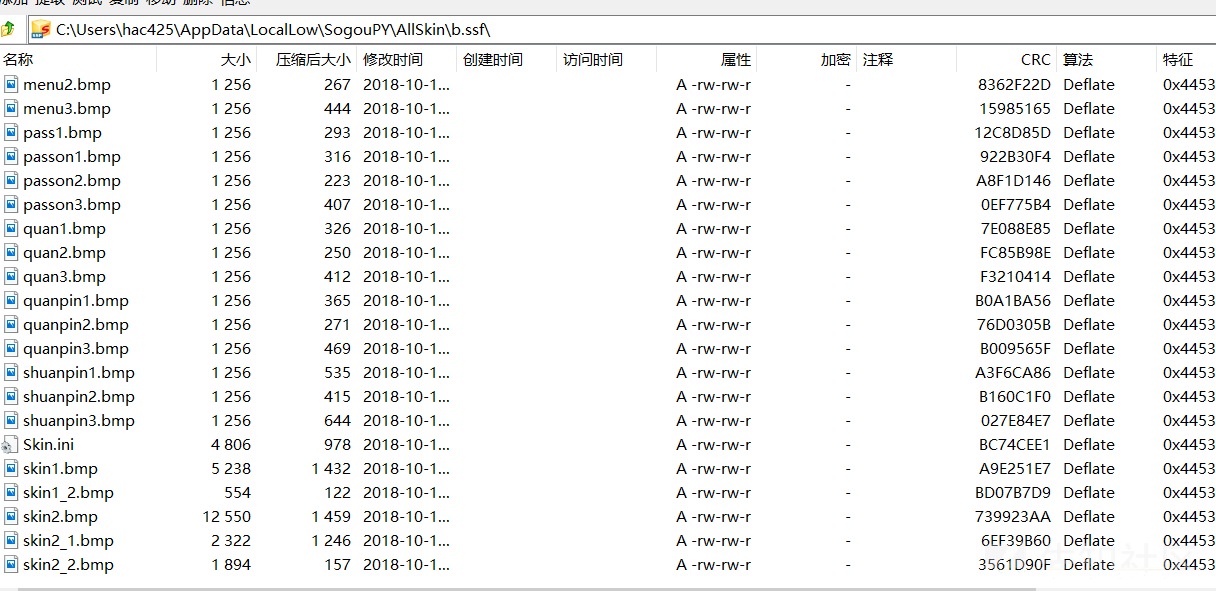 添加 提取 测试 复制 移动 删除 信息
C:\Users\hac425\AppData\LocalLow\SogouPY\AllSkin\b.ssf\
名称 大小 压缩后大小 修改时间 创建时间 访问时间 属性 加密 注释 CRC 算法 特征
menu2.bmp 1 256 267 2018-10-1... A -rw-rw-r - 8362F22D Deflate 0x4453
menu3.bmp 1 256 444 2018-10-1... A -rw-rw-r - 15985165 Deflate 0x4453
pass1.bmp 1 256 293 2018-10-1... A -rw-rw-r - 12C8D85D Deflate 0x4453
passon1.bmp 1 256 316 2018-10-1... A -rw-rw-r - 922B30F4 Deflate 0x4453
passon2.bmp 1 256 223 2018-10-1... A -rw-rw-r - A8F1D146 Deflate 0x4453
passon3.bmp 1 256 407 2018-10-1... A -rw-rw-r - 0EF775B4 Deflate 0x4453
quan1.bmp 1 256 326 2018-10-1... A -rw-rw-r - 7E088E85 Deflate 0x4453
quan2.bmp 1 256 250 2018-10-1... A -rw-rw-r - FC85B98E Deflate 0x4453
quan3.bmp 1 256 412 2018-10-1... A -rw-rw-r - F3210414 Deflate 0x4453
quanpin1.bmp 1 256 365 2018-10-1... A -rw-rw-r - B0A1BA56 Deflate 0x4453
quanpin2.bmp 1 256 271 2018-10-1... A -rw-rw-r - 76D0305B Deflate 0x4453
quanpin3.bmp 1 256 469 2018-10-1... A -rw-rw-r - B009565F Deflate 0x4453
shuanpin1.bmp 1 256 535 2018-10-1... A -rw-rw-r - A3F6CA86 Deflate 0x4453
shuanpin2.bmp 1 256 415 2018-10-1... A -rw-rw-r - B160C1F0 Deflate 0x4453
shuanpin3.bmp 1 256 644 2018-10-1... A -rw-rw-r - 027E84E7 Deflate 0x4453
Skin.ini 4 806 978 2018-10-1... A -rw-rw-r - BC74CEE1 Deflate 0x4453
skin1.bmp 5 238 1 432 2018-10-1... A -rw-rw-r - A9E251E7 Deflate 0x4453
skin1_2.bmp 554 122 2018-10-1... A -rw-rw-r - BD07B7D9 Deflate 0x4453
skin2.bmp 12 550 1 459 2018-10-1... A -rw-rw-r - 739923AA Deflate 0x4453
skin2_1.bmp 2 322 1 246 2018-10-1... A -rw-rw-r - 6EF39B60 Deflate 0x4453
skin2_2.bmp 1 894 157 2018-10-1... A -rw-rw-r - 3561D90F Deflate 0x4453